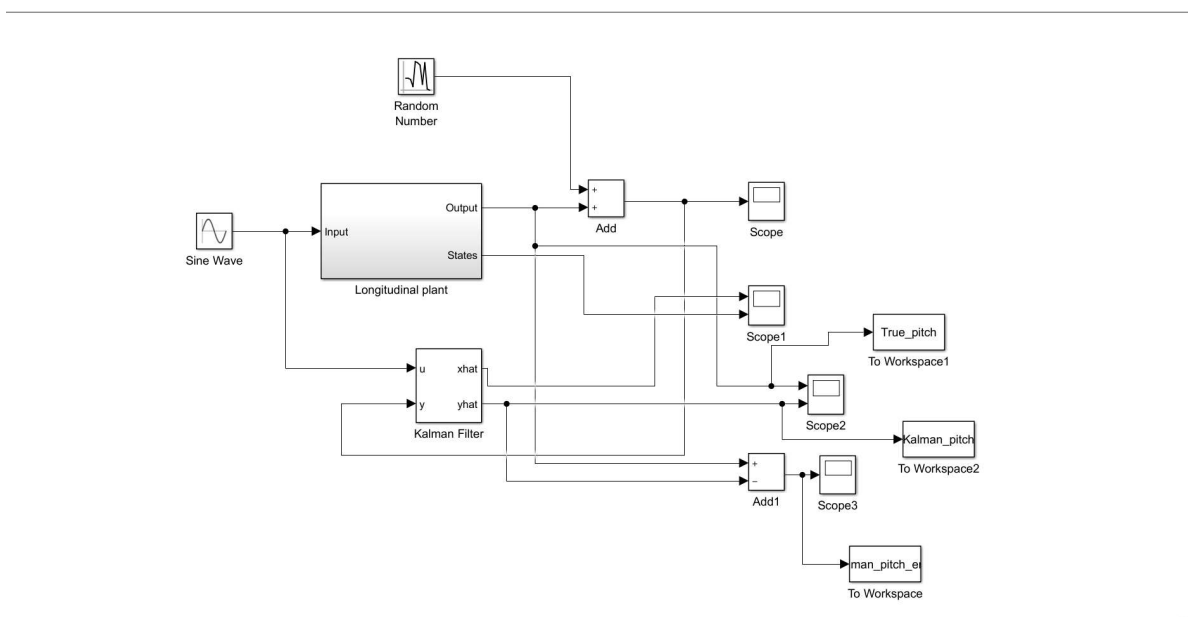 Random
Number
+
+
Add
Scope
Sine Wave
Input
Output
States
Longitudinal plant
Scope1
True_pitch
To Workspace1
u
xhat
y
yhat
Kalman Filter
Scope2
Kalman_pitch
To Workspace2
+
−
Add1
Scope3
man_pitch_er
To Workspace